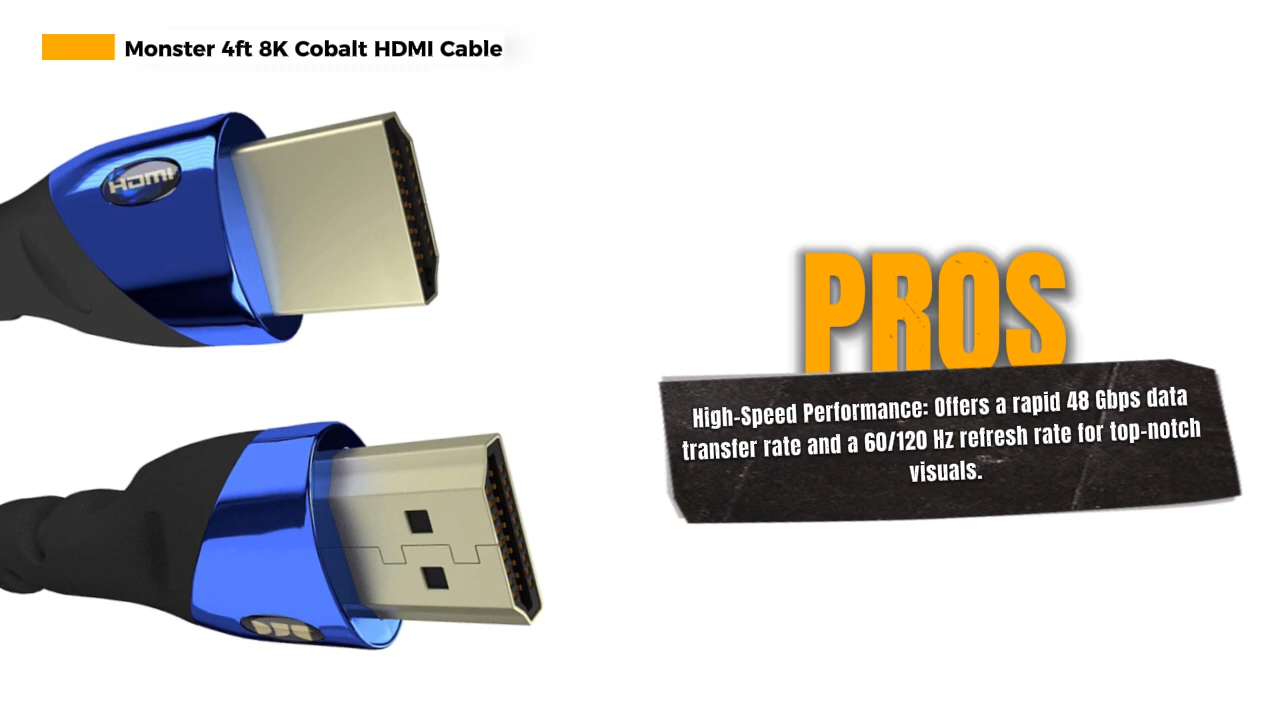 Monster 4ft 8K Cobalt HDMI Cable
HDMI
PROS
High-Speed Performance: Offers a rapid 48 Gbps data
transfer rate and a 60/120 Hz refresh rate for top-notch
visuals.